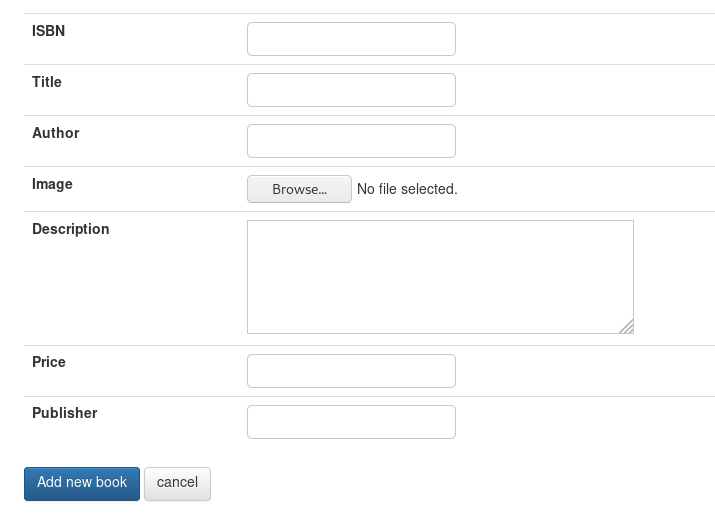 ISBN
Title
Author
Image
Browse... No file selected.
Description
Price
Publisher
Add new book cancel